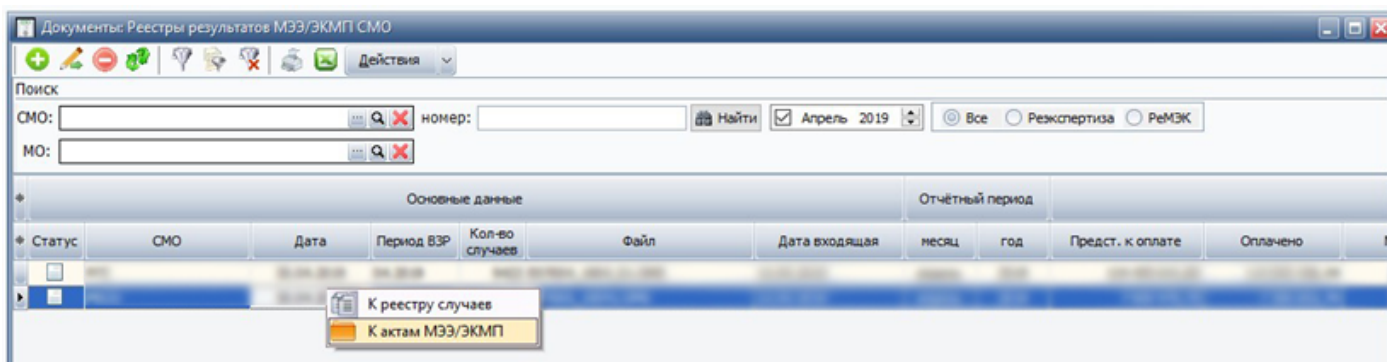 Документы: Реестры результатов МЭЭ/ЭКМП СМО
Действия
Поиск
СМО: номер: Найти Апрель 2019 Все Реэкспертиза РеМЭК
МО:
Основные данные Отчётный период
Статус СМО Дата Период ВЗР Кол-во случаев Файл Дата входящая месяц год Предст. к оплате Оплачено
К реестру случаев
К актам МЭЭ/ЭКМП